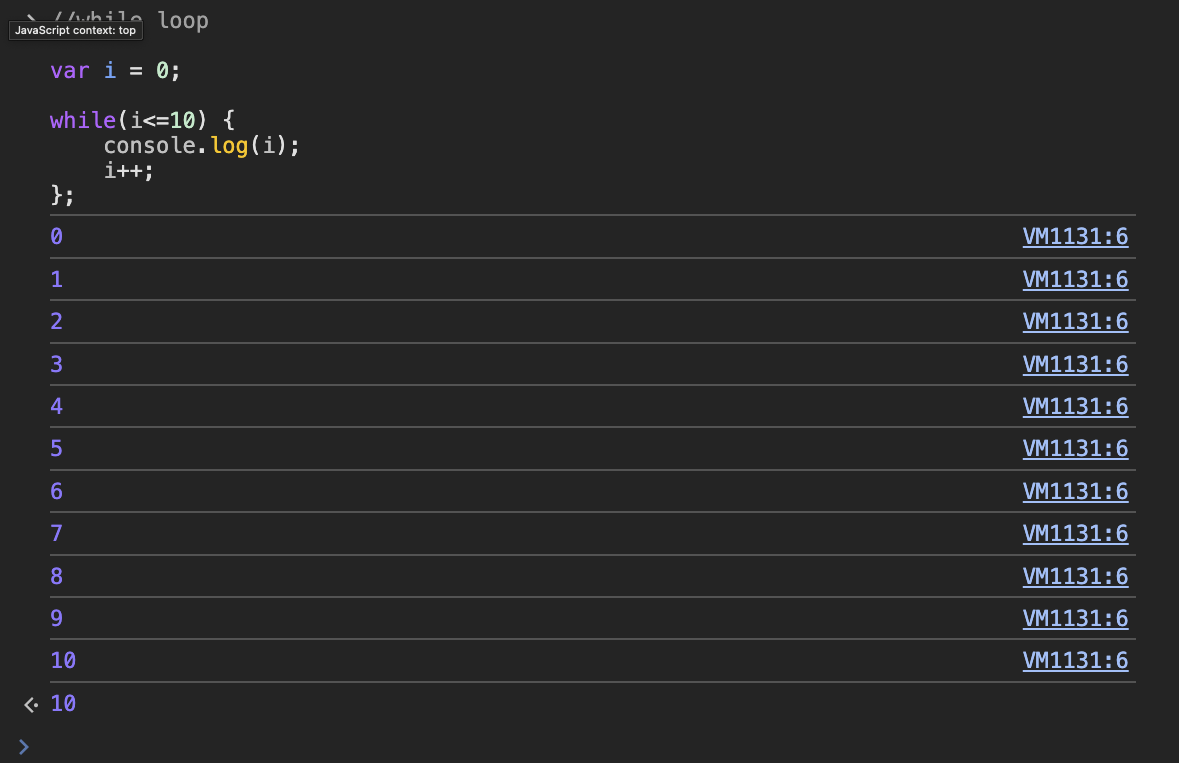 //while loop
JavaScript context: top
var i = 0;
while(i<=10) {
    console.log(i);
    i++;
};
0 VM1131:6
1 VM1131:6
2 VM1131:6
3 VM1131:6
4 VM1131:6
5 VM1131:6
6 VM1131:6
7 VM1131:6
8 VM1131:6
9 VM1131:6
10 VM1131:6
10